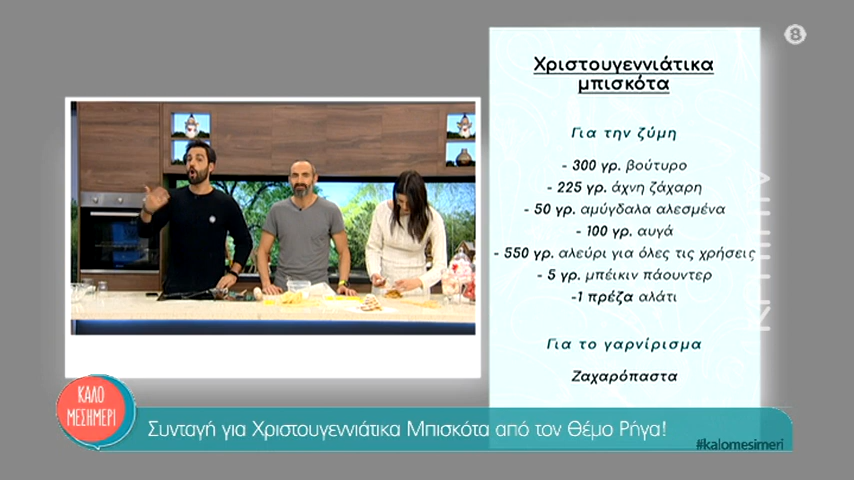 8
Χριστουγεννιάτικα
μπισκότα
Για την ζύμη
- 300 γρ. βούτυρο
- 225 γρ. άχνη ζάχαρη
- 50 γρ. αμύγδαλα αλεσμένα
- 100 γρ. αυγά
- 550 γρ. αλεύρι για όλες τις χρήσεις
- 5 γρ. μπέικιν πάουντερ
-1 πρέζα αλάτι
Για το γαρνίρισμα
Ζαχαρόπαστα
ΚΑΛΟ
ΜΕΣΗΜΕΡΙ
Συνταγή για Χριστουγεννιάτικα Μπισκότα από τον Θέμο Ρήγα!
#kalomesimeri